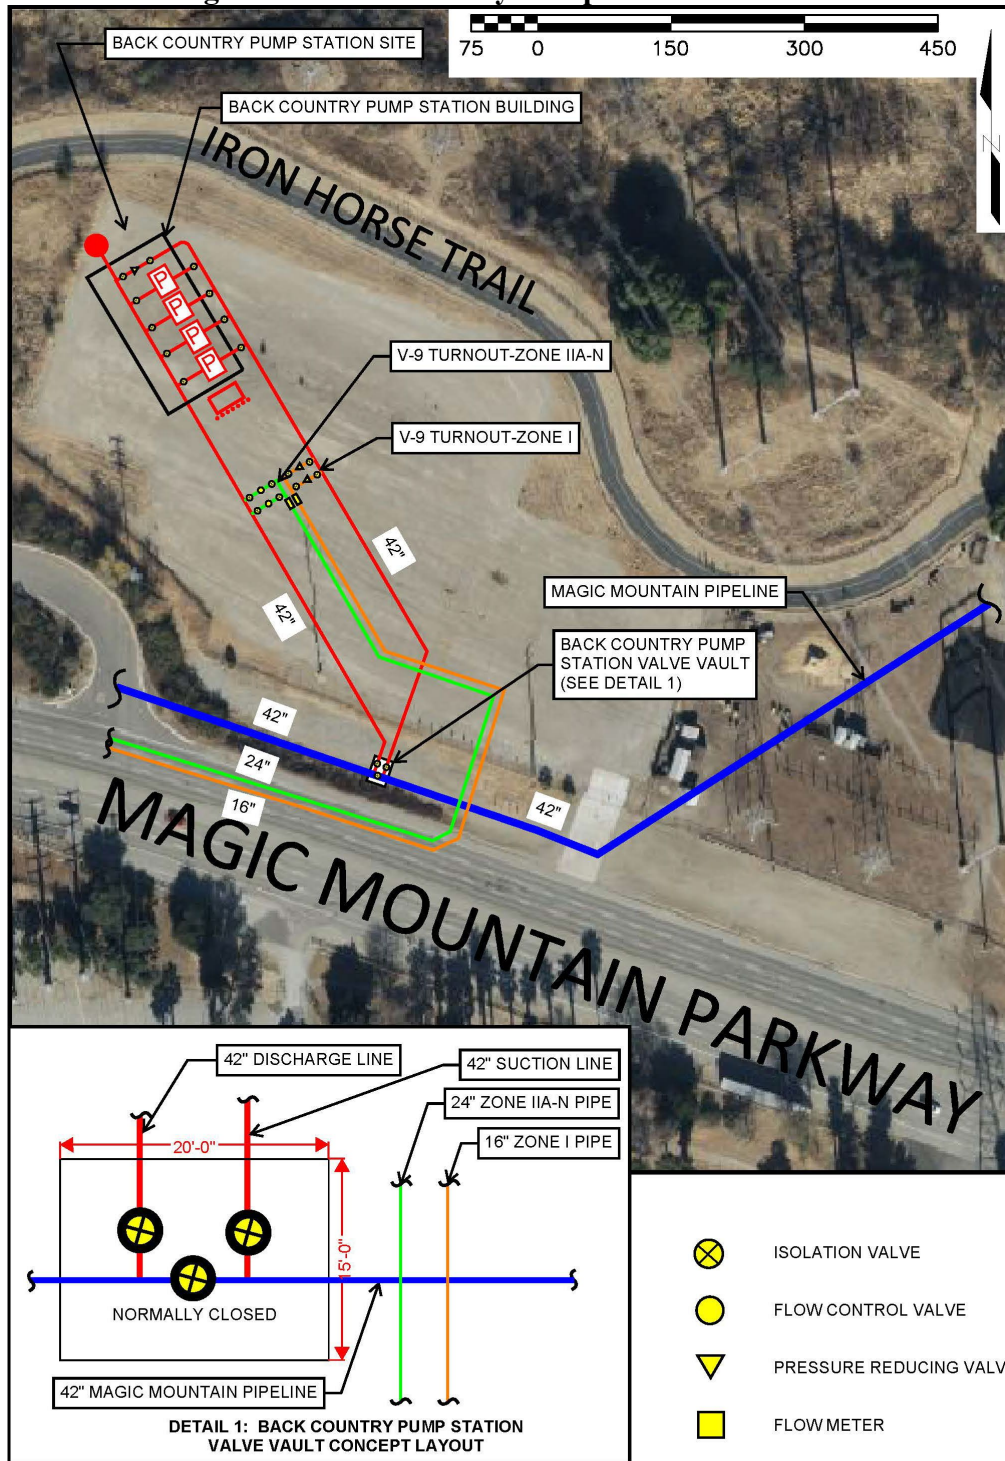 BACK COUNTRY PUMP STATION SITE
75 0 150 300 450
BACK COUNTRY PUMP STATION BUILDING
N
IRON HORSE TRAIL
P
P
P
P
V-9 TURNOUT-ZONE IIA-N
V-9 TURNOUT-ZONE I
42"
42"
MAGIC MOUNTAIN PIPELINE
BACK COUNTRY PUMP
STATION VALVE VAULT
(SEE DETAIL 1)
42"
24"
16"
42"
MAGIC MOUNTAIN PARKWAY
42" DISCHARGE LINE
42" SUCTION LINE
24" ZONE IIA-N PIPE
16" ZONE I PIPE
20'-0"
15'-0"
NORMALLY CLOSED
42" MAGIC MOUNTAIN PIPELINE
DETAIL 1: BACK COUNTRY PUMP STATION
VALVE VAULT CONCEPT LAYOUT
ISOLATION VALVE
FLOW CONTROL VALVE
PRESSURE REDUCING VALV
FLOW METER